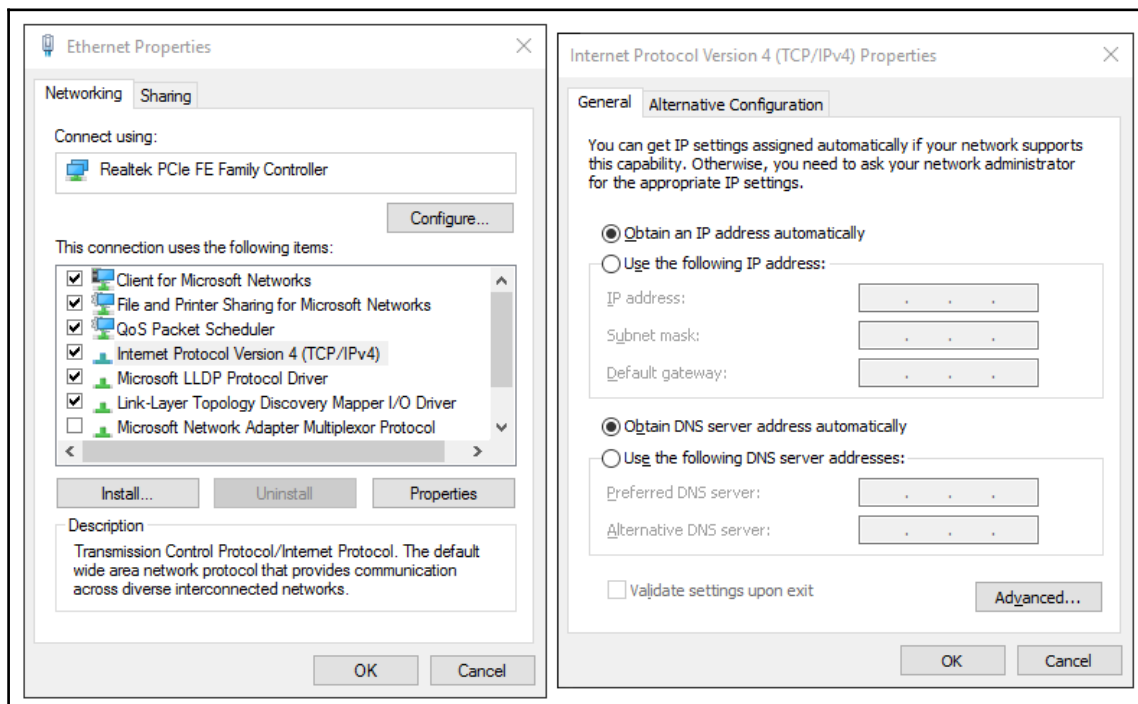 Ethernet Properties
Networking
Sharing
Connect using:
Realtek PCIe FE Family Controller
Configure...
This connection uses the following items:
Client for Microsoft Networks
File and Printer Sharing for Microsoft Networks
QoS Packet Scheduler
Internet Protocol Version 4 (TCP/IPv4)
Microsoft LLDP Protocol Driver
Link-Layer Topology Discovery Mapper I/O Driver
Microsoft Network Adapter Multiplexor Protocol
Install...
Uninstall
Properties
Description
Transmission Control Protocol/Internet Protocol. The default
wide area network protocol that provides communication
across diverse interconnected networks.
OK
Cancel
Internet Protocol Version 4 (TCP/IPv4) Properties
General
Alternative Configuration
You can get IP settings assigned automatically if your network supports
this capability. Otherwise, you need to ask your network administrator
for the appropriate IP settings.
Obtain an IP address automatically
Use the following IP address:
IP address:
Subnet mask:
Default gateway:
Obtain DNS server address automatically
Use the following DNS server addresses:
Preferred DNS server:
Alternative DNS server:
Validate settings upon exit
Advanced...
OK
Cancel